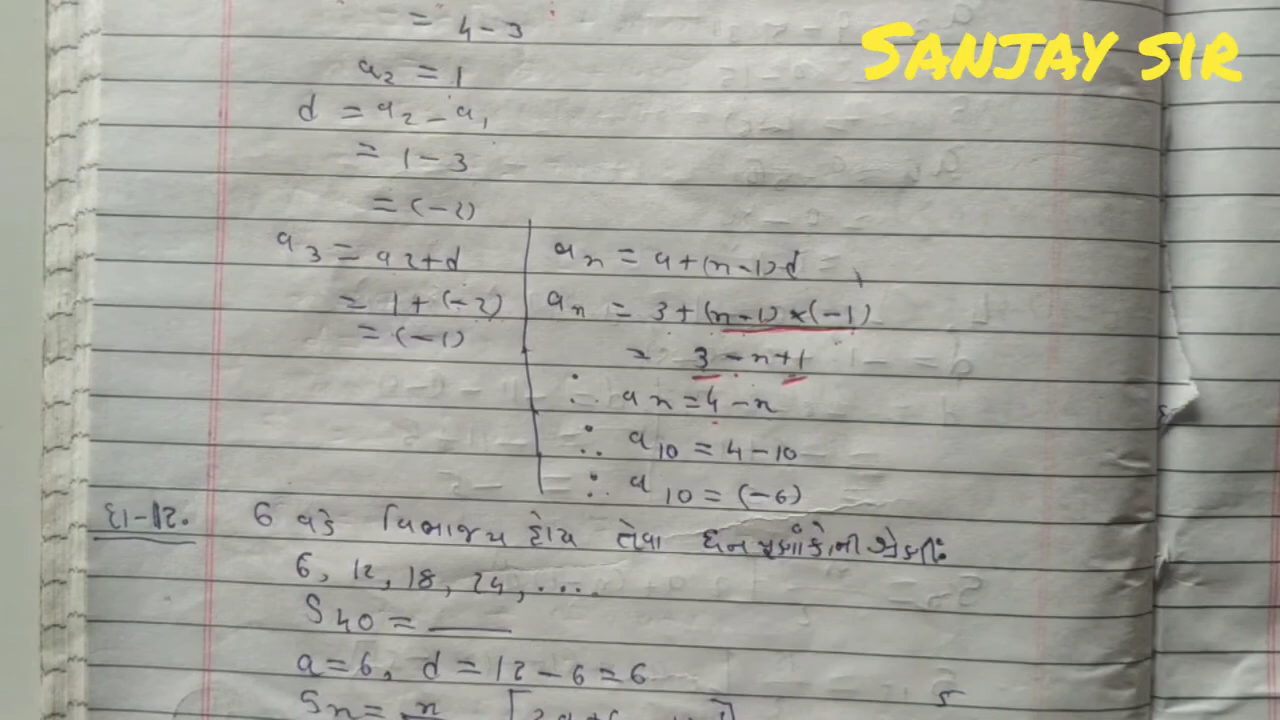 = 4-3
SANJAY SIR
a2 = 1
d = a2 - a1
= 1-3
= (-2)
a3 = a2+d
= 1+(-2)
= (-1)
an = a+(n-1)d
an = 3+(n-1)×(-1)
= 3-n+1
∴ an = 4-n
∴ a10 = 4-10
∴ a10 = (-6)
દા-12. 6 વડે વિભાજ્ય હોય તેવા ધન પૂર્ણાંકોની શ્રેણી:
6, 12, 18, 24, ....
S40 = ___
a=6, d = 12-6=6
Sn = n